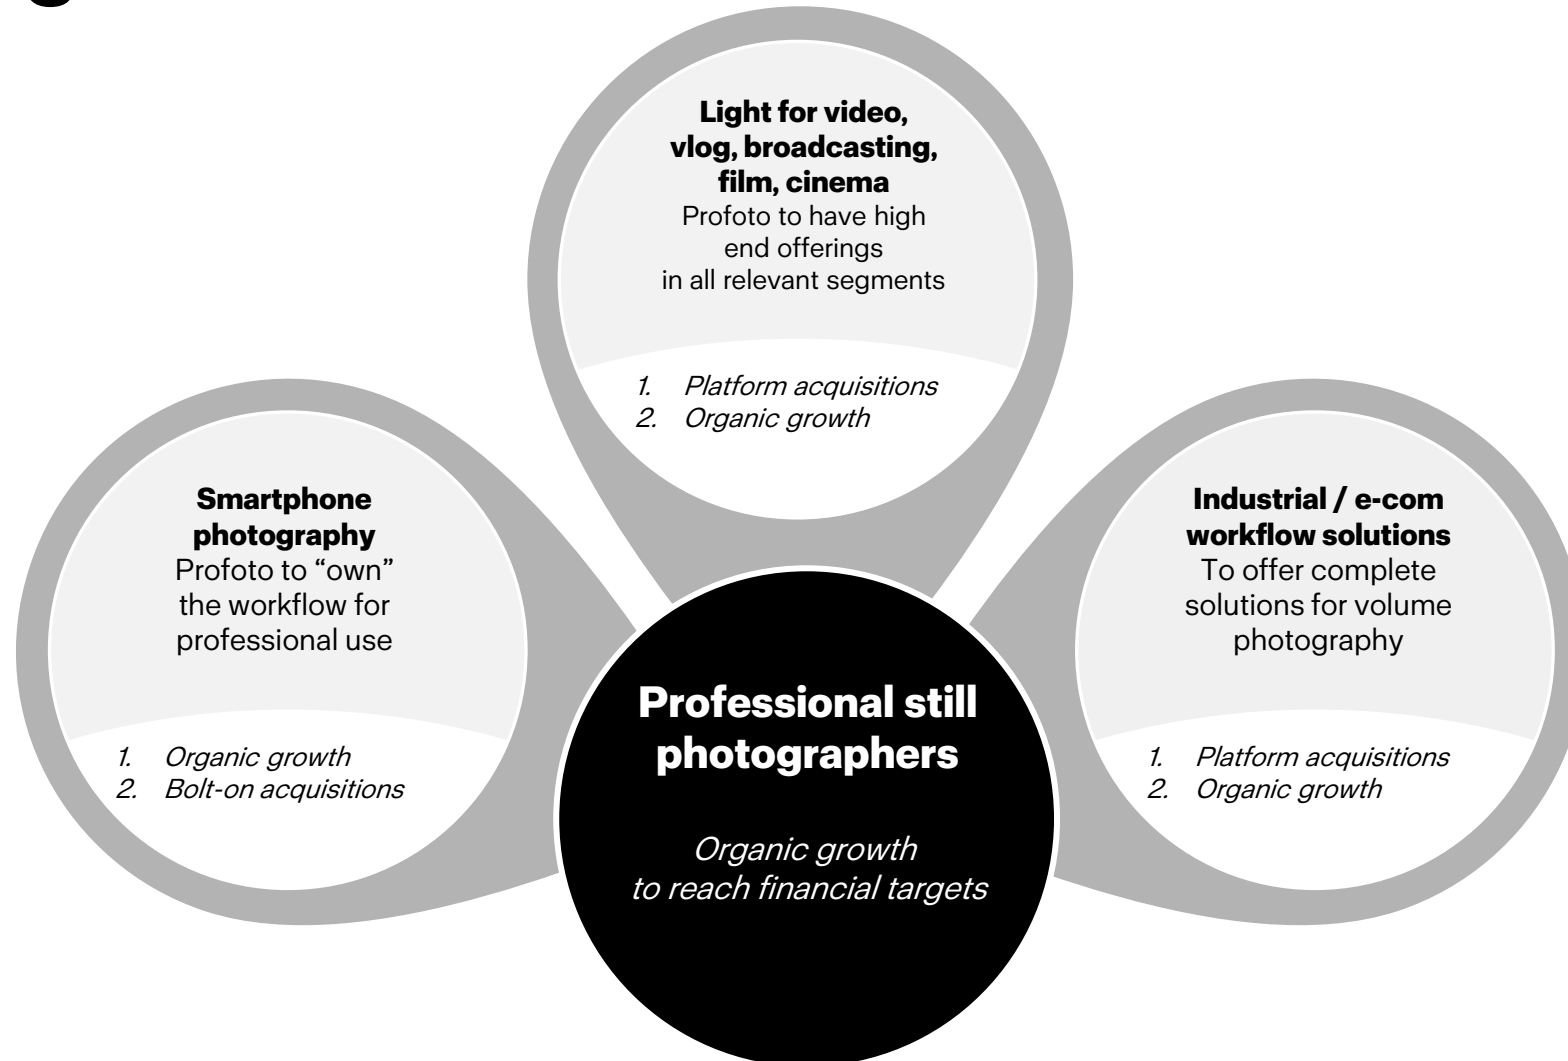 Light for video,
vlog, broadcasting,
film, cinema
Profoto to have high
end offerings
in all relevant segments
1. Platform acquisitions
2. Organic growth
Smartphone
photography
Profoto to “own”
the workflow for
professional use
1. Organic growth
2. Bolt-on acquisitions
Industrial / e-com
workflow solutions
To offer complete
solutions for volume
photography
1. Platform acquisitions
2. Organic growth
Professional still
photographers
Organic growth
to reach financial targets